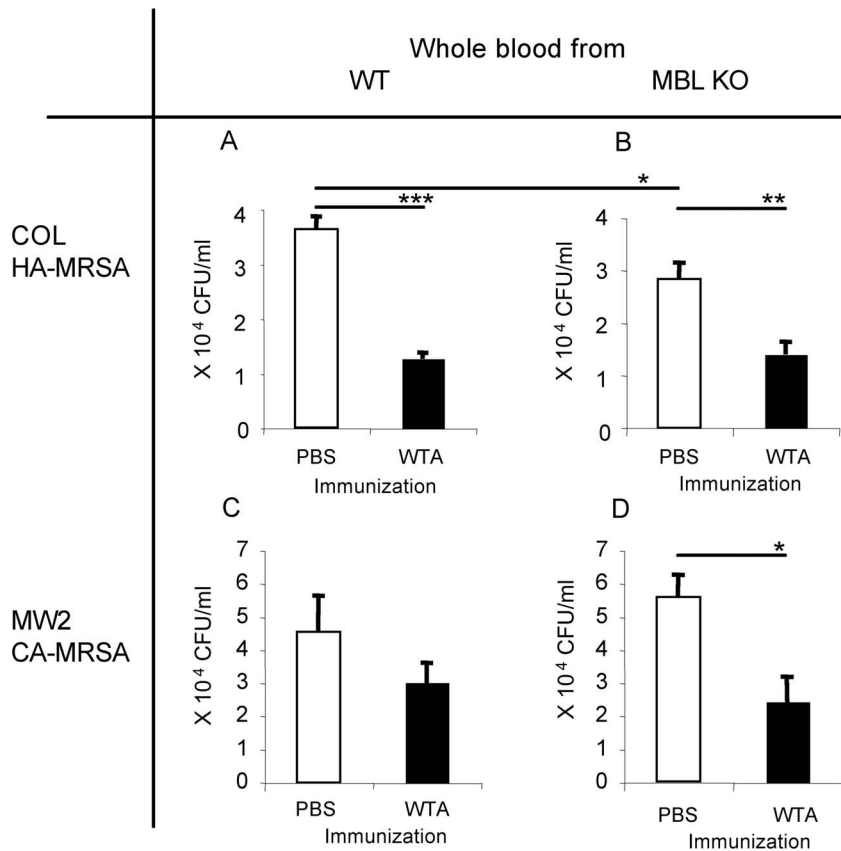 Whole blood from
WT MBL KO
A B
*
*** **
COL
HA-MRSA
X 10⁴ CFU/ml
4
3
2
1
0
PBS WTA
Immunization
X 10⁴ CFU/ml
4
3
2
1
0
PBS WTA
Immunization
C D
*
MW2
CA-MRSA
X 10⁴ CFU/ml
7
6
5
4
3
2
1
0
PBS WTA
Immunization
X 10⁴ CFU/ml
7
6
5
4
3
2
1
0
PBS WTA
Immunization